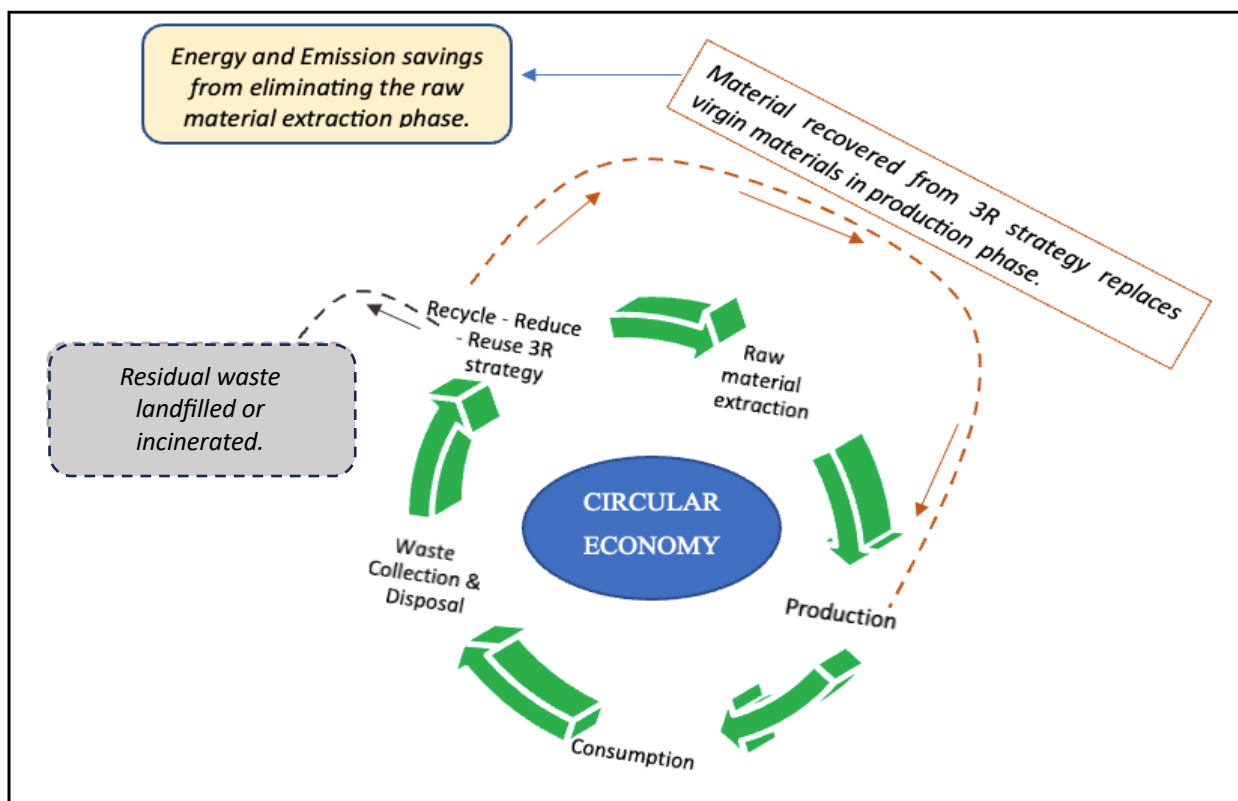 Energy and Emission savings
from eliminating the raw
material extraction phase.
Material recovered from 3R strategy replaces
virgin materials in production
phase.
Recycle - Reduce
- Reuse 3R
strategy
Raw
material
extraction
Residual waste
landfilled or
incinerated.
CIRCULAR
ECONOMY
Waste
Collection &
Disposal
Production
Consumption